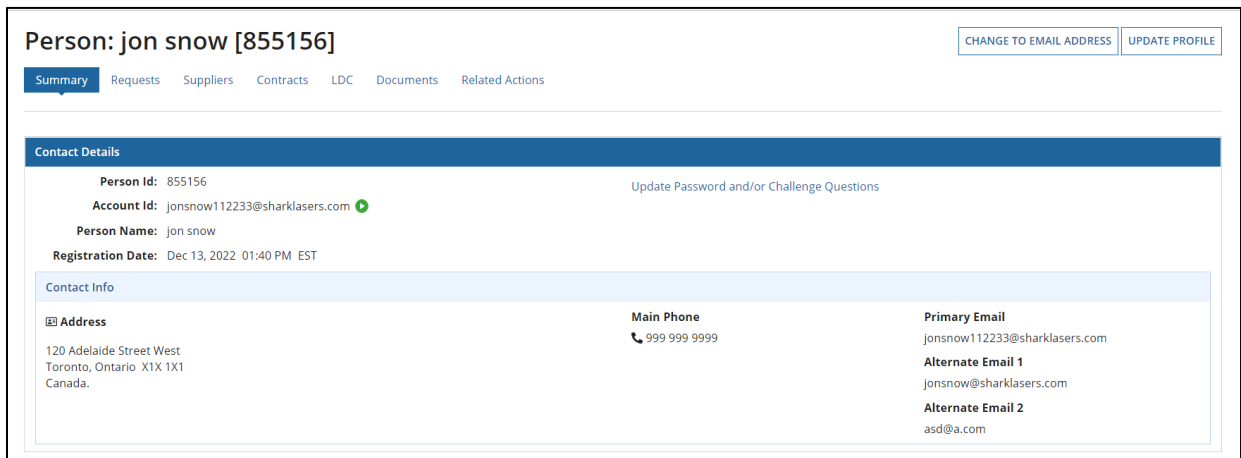 Person: jon snow [855156]
CHANGE TO EMAIL ADDRESS
UPDATE PROFILE
Summary Requests Suppliers Contracts LDC Documents Related Actions
Contact Details
Person Id: 855156
Update Password and/or Challenge Questions
Account Id: jonsnow112233@sharklasers.com
Person Name: jon snow
Registration Date: Dec 13, 2022 01:40 PM EST
Contact Info
Address
120 Adelaide Street West
Toronto, Ontario X1X 1X1
Canada.
Main Phone
999 999 9999
Primary Email
jonsnow112233@sharklasers.com
Alternate Email 1
jonsnow@sharklasers.com
Alternate Email 2
asd@a.com